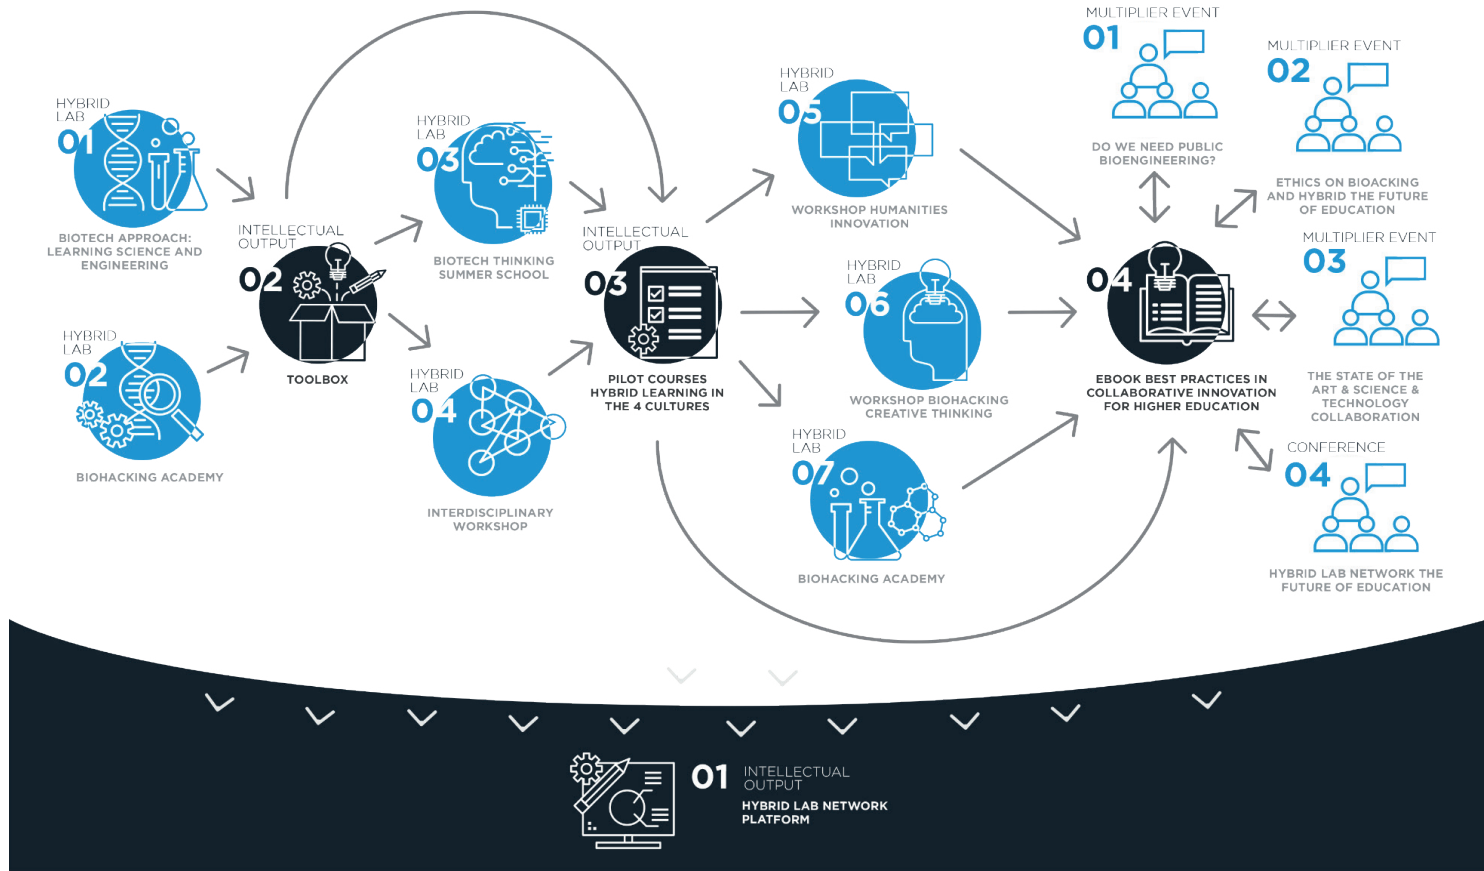 HYBRID
LAB
01
BIOTECH APPROACH:
LEARNING SCIENCE AND
ENGINEERING
HYBRID
LAB
02
BIOHACKING ACADEMY
INTELLECTUAL
OUTPUT
02
TOOLBOX
HYBRID
LAB
03
BIOTECH THINKING
SUMMER SCHOOL
HYBRID
LAB
04
INTERDISCIPLINARY
WORKSHOP
INTELLECTUAL
OUTPUT
03
PILOT COURSES
HYBRID LEARNING IN
THE 4 CULTURES
HYBRID
LAB
05
WORKSHOP HUMANITIES
INNOVATION
HYBRID
LAB
06
WORKSHOP BIOHACKING
CREATIVE THINKING
HYBRID
LAB
07
BIOHACKING ACADEMY
04
EBOOK BEST PRACTICES IN
COLLABORATIVE INNOVATION
FOR HIGHER EDUCATION
MULTIPLIER EVENT
01
DO WE NEED PUBLIC
BIOENGINEERING?
MULTIPLIER EVENT
02
ETHICS ON BIOACKING
AND HYBRID THE FUTURE
OF EDUCATION
MULTIPLIER EVENT
03
THE STATE OF THE
ART & SCIENCE &
TECHNOLOGY
COLLABORATION
CONFERENCE
04
HYBRID LAB NETWORK THE
FUTURE OF EDUCATION
01
INTELLECTUAL
OUTPUT
HYBRID LAB NETWORK
PLATFORM